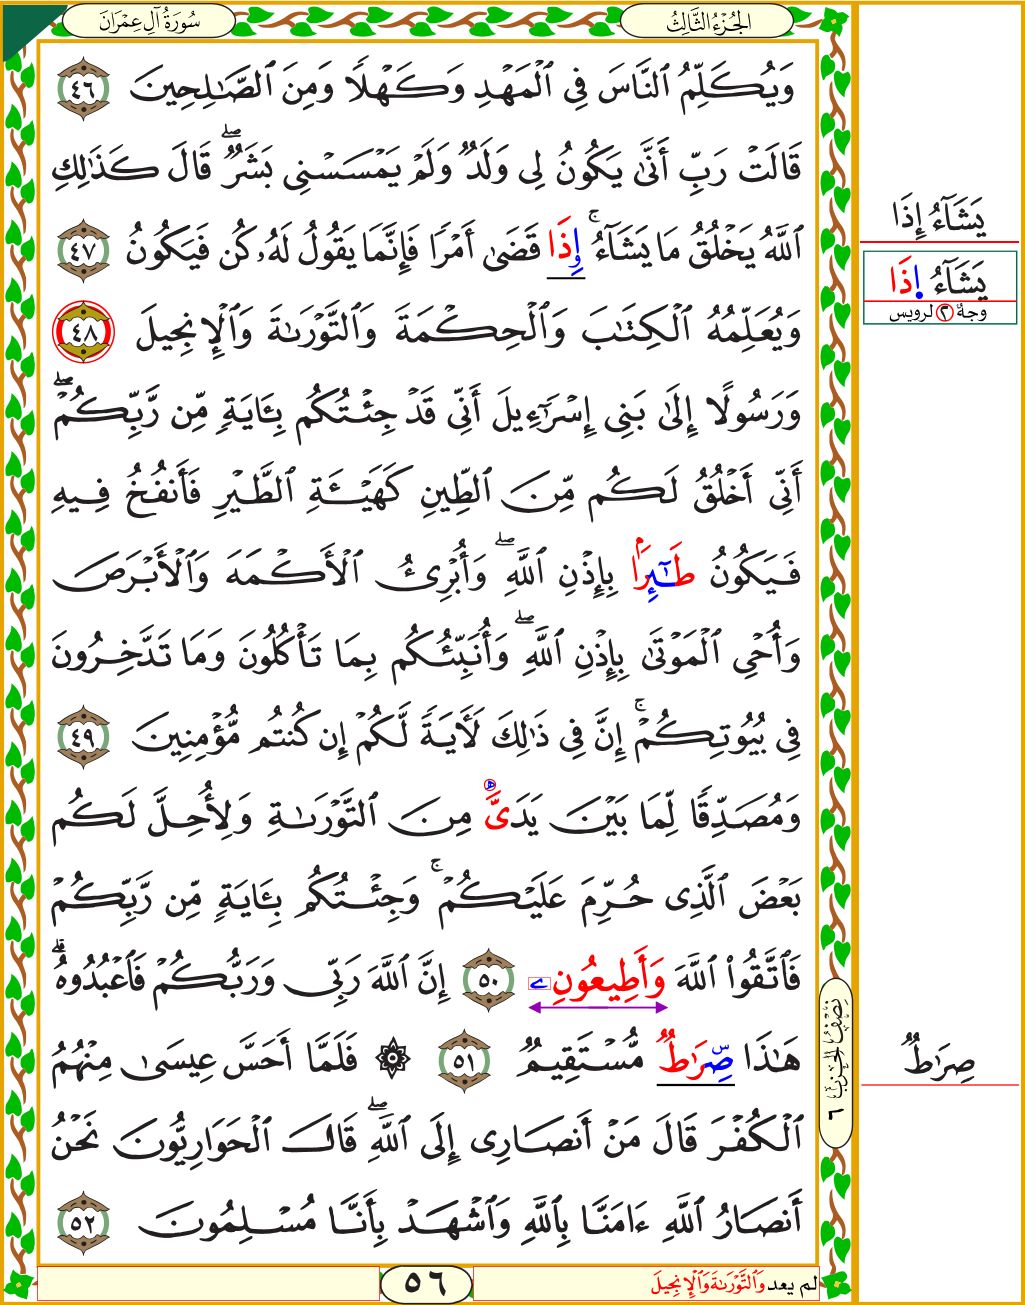 سُورَةُ آلِ عِمْرَان
الجُزْءُ الثَّالِثُ
وَيُكَلِّمُ ٱلنَّاسَ فِي ٱلۡمَهۡدِ وَكَهۡلٗا وَمِنَ ٱلصَّٰلِحِينَ ٤٦
قَالَتۡ رَبِّ أَنَّىٰ يَكُونُ لِي وَلَدٞ وَلَمۡ يَمۡسَسۡنِي بَشَرٞۖ قَالَ كَذَٰلِكِ
ٱللَّهُ يَخۡلُقُ مَا يَشَآءُۚ إِذَا قَضَىٰٓ أَمۡرٗا فَإِنَّمَا يَقُولُ لَهُۥ كُن فَيَكُونُ ٤٧
وَيُعَلِّمُهُ ٱلۡكِتَٰبَ وَٱلۡحِكۡمَةَ وَٱلتَّوۡرَىٰةَ وَٱلۡإِنجِيلَ ٤٨
وَرَسُولًا إِلَىٰ بَنِي إِسۡرَٰٓءِيلَ أَنِّي قَدۡ جِئۡتُكُم بِـَٔايَةٖ مِّن رَّبِّكُمۡۖ
أَنِّي أَخۡلُقُ لَكُم مِّنَ ٱلطِّينِ كَهَيۡـَٔةِ ٱلطَّيۡرِ فَأَنفُخُ فِيهِ
فَيَكُونُ طَٰٓئِرَۢا بِإِذۡنِ ٱللَّهِۖ وَأُبۡرِئُ ٱلۡأَكۡمَهَ وَٱلۡأَبۡرَصَ
وَأُحۡيِ ٱلۡمَوۡتَىٰ بِإِذۡنِ ٱللَّهِۖ وَأُنَبِّئُكُم بِمَا تَأۡكُلُونَ وَمَا تَدَّخِرُونَ
فِي بُيُوتِكُمۡۚ إِنَّ فِي ذَٰلِكَ لَأٓيَةٗ لَّكُمۡ إِن كُنتُم مُّؤۡمِنِينَ ٤٩
وَمُصَدِّقٗا لِّمَا بَيۡنَ يَدَيَّ مِنَ ٱلتَّوۡرَىٰةِ وَلِأُحِلَّ لَكُم
بَعۡضَ ٱلَّذِي حُرِّمَ عَلَيۡكُمۡۚ وَجِئۡتُكُم بِـَٔايَةٖ مِّن رَّبِّكُمۡ
فَٱتَّقُواْ ٱللَّهَ وَأَطِيعُونِۦ ٥٠ إِنَّ ٱللَّهَ رَبِّي وَرَبُّكُمۡ فَٱعۡبُدُوهُۗ
هَٰذَا صِّرَٰطٞ مُّسۡتَقِيمٞ ٥١ ۞ فَلَمَّا أَحَسَّ عِيسَىٰ مِنۡهُمُ
ٱلۡكُفۡرَ قَالَ مَنۡ أَنصَارِي إِلَى ٱللَّهِۖ قَالَ ٱلۡحَوَارِيُّونَ نَحۡنُ
أَنصَارُ ٱللَّهِ ءَامَنَّا بِٱللَّهِ وَٱشۡهَدۡ بِأَنَّا مُسۡلِمُونَ ٥٢
يَشَآءُ إِذَا
يَشَآءُ اِ۬ذَا
وجهٌ ٢ لرويس
نِصْفُ الحِزْب ٦
صِرَٰطٞ
لم يعد وَٱلتَّوۡرَىٰةَ وَٱلۡإِنجِيلَ
٥٦